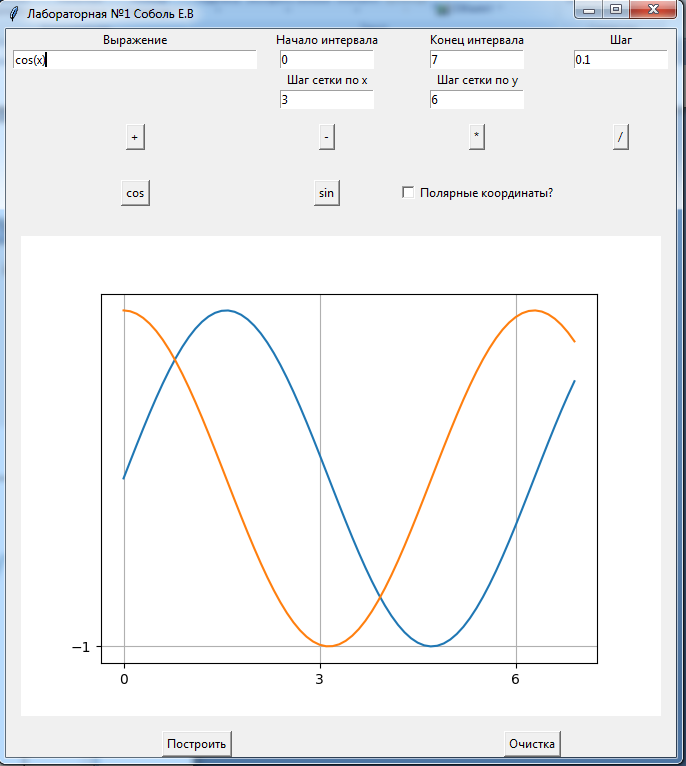 Лабораторная №1 Соболь Е.В
Выражение Начало интервала Конец интервала Шаг
cos(x) 0 7 0.1
Шаг сетки по x Шаг сетки по y
3 6
+ - * /
cos sin Полярные координаты?
−1
0 3 6
Построить Очистка